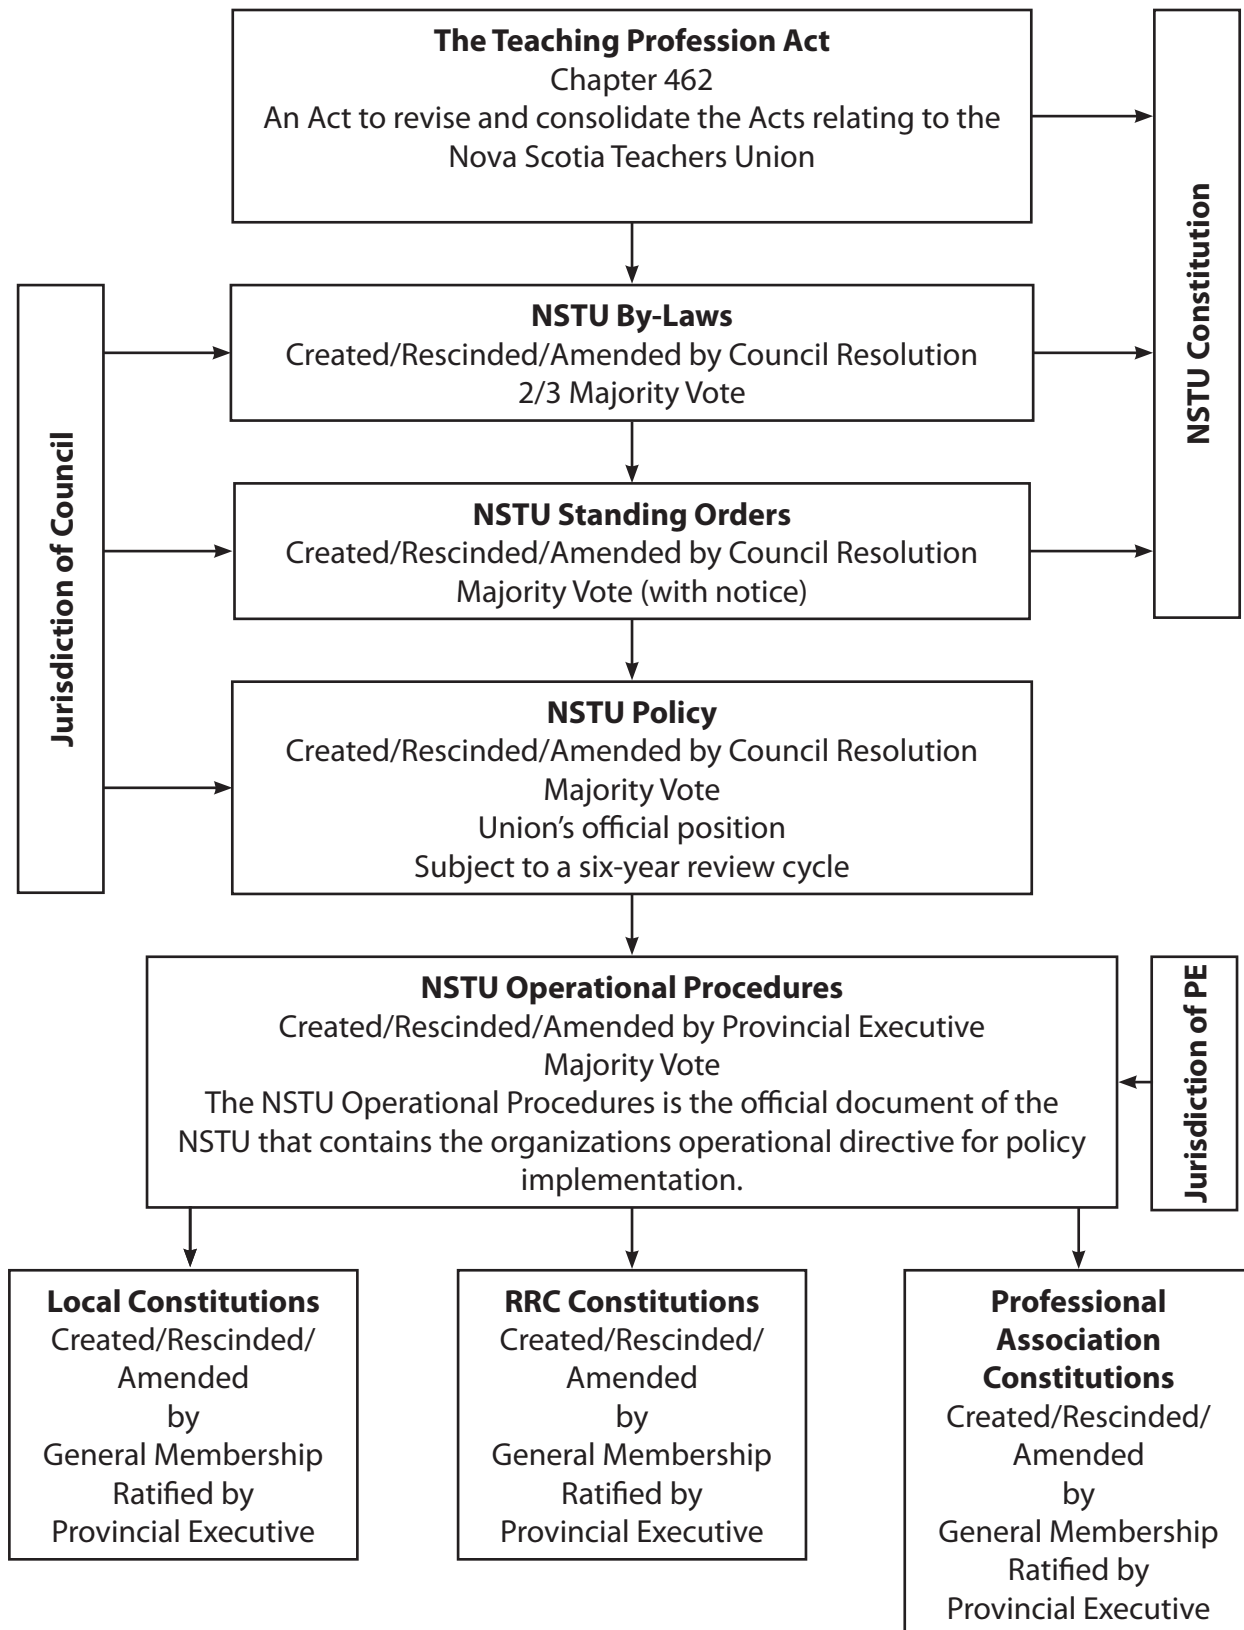 The Teaching Profession Act
Chapter 462
An Act to revise and consolidate the Acts relating to the
Nova Scotia Teachers Union
NSTU Constitution
Jurisdiction of Council
NSTU By-Laws
Created/Rescinded/Amended by Council Resolution
2/3 Majority Vote
NSTU Standing Orders
Created/Rescinded/Amended by Council Resolution
Majority Vote (with notice)
NSTU Policy
Created/Rescinded/Amended by Council Resolution
Majority Vote
Union's official position
Subject to a six-year review cycle
NSTU Operational Procedures
Created/Rescinded/Amended by Provincial Executive
Majority Vote
The NSTU Operational Procedures is the official document of the
NSTU that contains the organizations operational directive for policy
implementation.
Jurisdiction of PE
Local Constitutions
Created/Rescinded/
Amended
by
General Membership
Ratified by
Provincial Executive
RRC Constitutions
Created/Rescinded/
Amended
by
General Membership
Ratified by
Provincial Executive
Professional
Association
Constitutions
Created/Rescinded/
Amended
by
General Membership
Ratified by
Provincial Executive